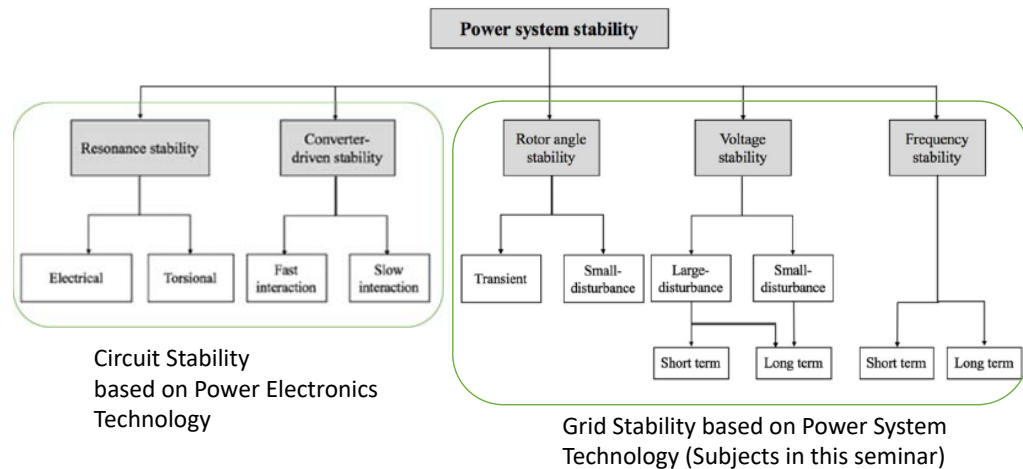 Power system stability
Resonance stability
Converter-
driven stability
Rotor angle
stability
Voltage
stability
Frequency
stability
Electrical
Torsional
Fast
interaction
Slow
interaction
Transient
Small-
disturbance
Large-
disturbance
Small-
disturbance
Short term
Long term
Short term
Long term
Circuit Stability
based on Power Electronics
Technology
Grid Stability based on Power System
Technology (Subjects in this seminar)